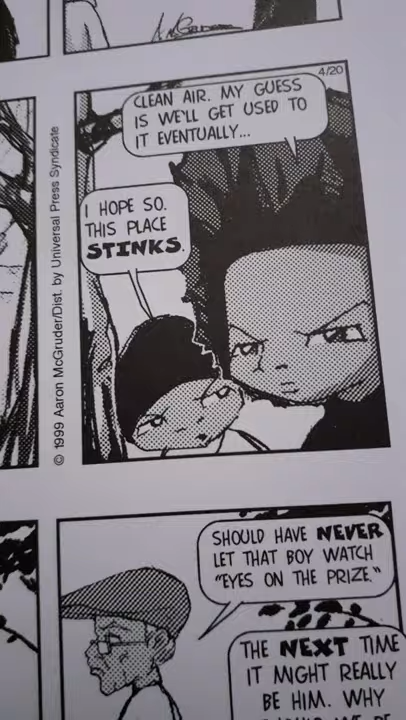 4/20
CLEAN AIR. MY GUESS
IS WE'LL GET USED TO
IT EVENTUALLY...
I HOPE SO.
THIS PLACE
STINKS.
© 1999 Aaron McGruder/Dist. by Universal Press Syndicate
SHOULD HAVE NEVER
LET THAT BOY WATCH
"EYES ON THE PRIZE."
THE NEXT TIME
IT MIGHT REALLY
BE HIM. WHY